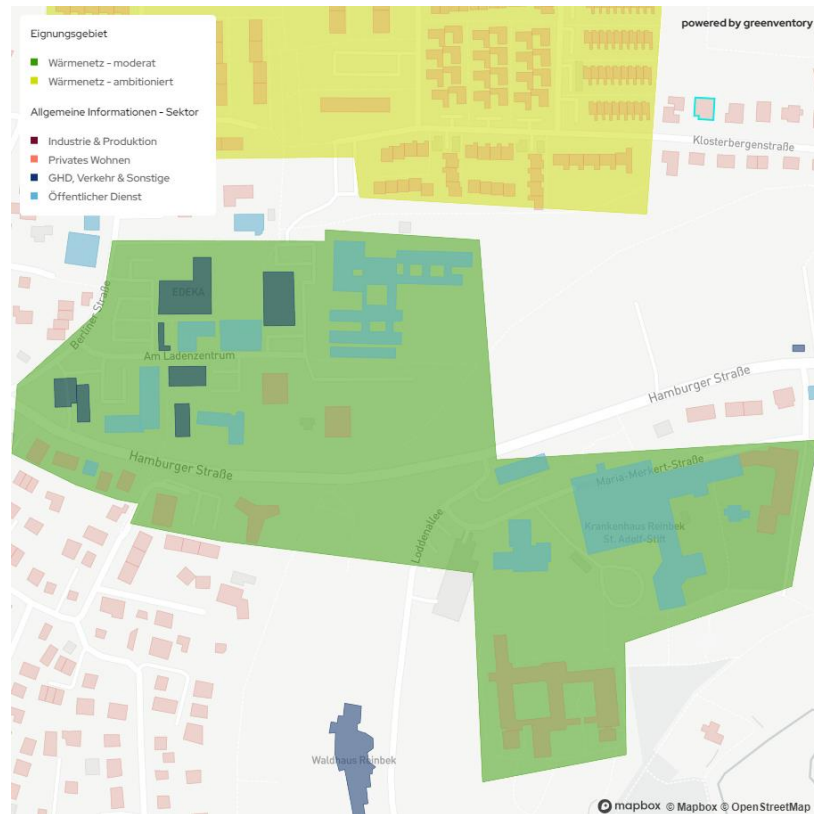 Eignungsgebiet
Wärmenetz - moderat
Wärmenetz - ambitioniert
Allgemeine Informationen - Sektor
Industrie & Produktion
Privates Wohnen
GHD, Verkehr & Sonstige
Öffentlicher Dienst
powered by greenventory
Klosterbergenstraße
Berliner Straße
EDEKA
Am Ladenzentrum
Hamburger Straße
Hamburger Straße
Maria-Merkert-Straße
Loddenallee
Krankenhaus Reinbek
St. Adolf-Stift
Waldhaus Reinbek
mapbox © Mapbox © OpenStreetMap